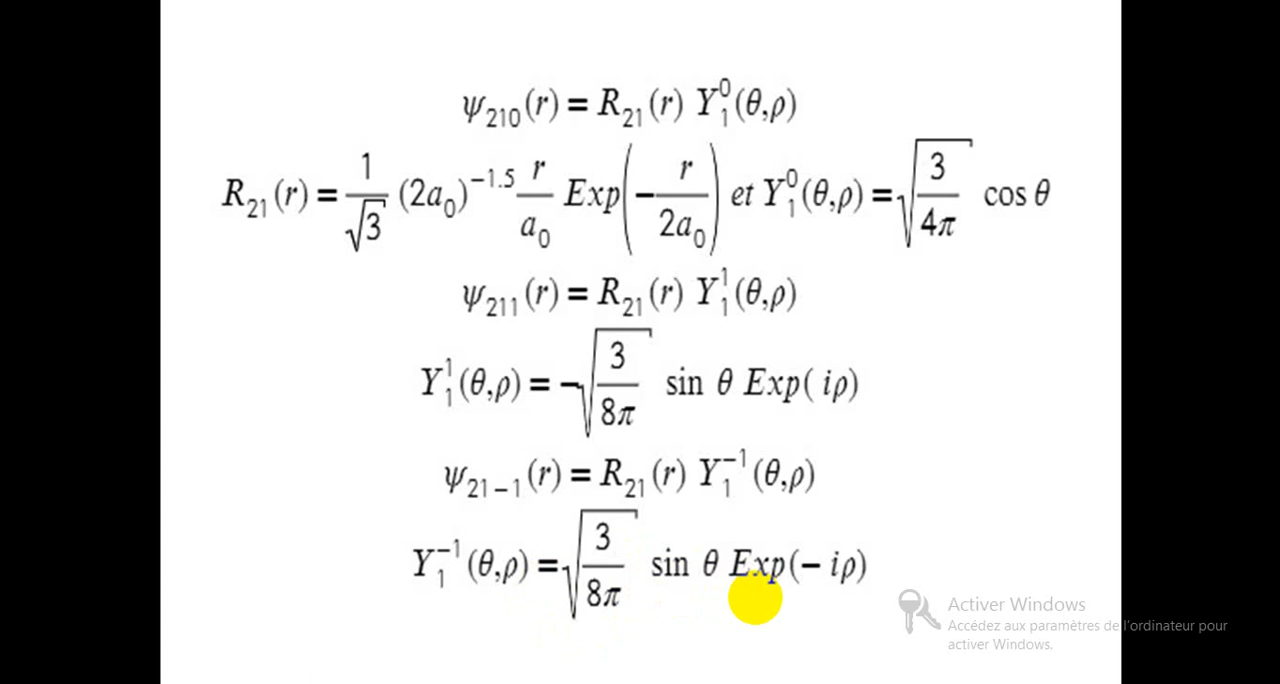 ψ₂₁₀(r) = R₂₁(r) Y₁⁰(θ,ρ)
R₂₁(r) = 1/√3 (2a₀)^−1.5 r/a₀ Exp(−r/2a₀) et Y₁⁰(θ,ρ) = √(3/4π) cos θ
ψ₂₁₁(r) = R₂₁(r) Y₁¹(θ,ρ)
Y₁¹(θ,ρ) = −√(3/8π) sin θ Exp( iρ)
ψ₂₁₋₁(r) = R₂₁(r) Y₁⁻¹(θ,ρ)
Y₁⁻¹(θ,ρ) = √(3/8π) sin θ Exp(− iρ)
Activer Windows
Accédez aux paramètres de l'ordinateur pour
activer Windows.